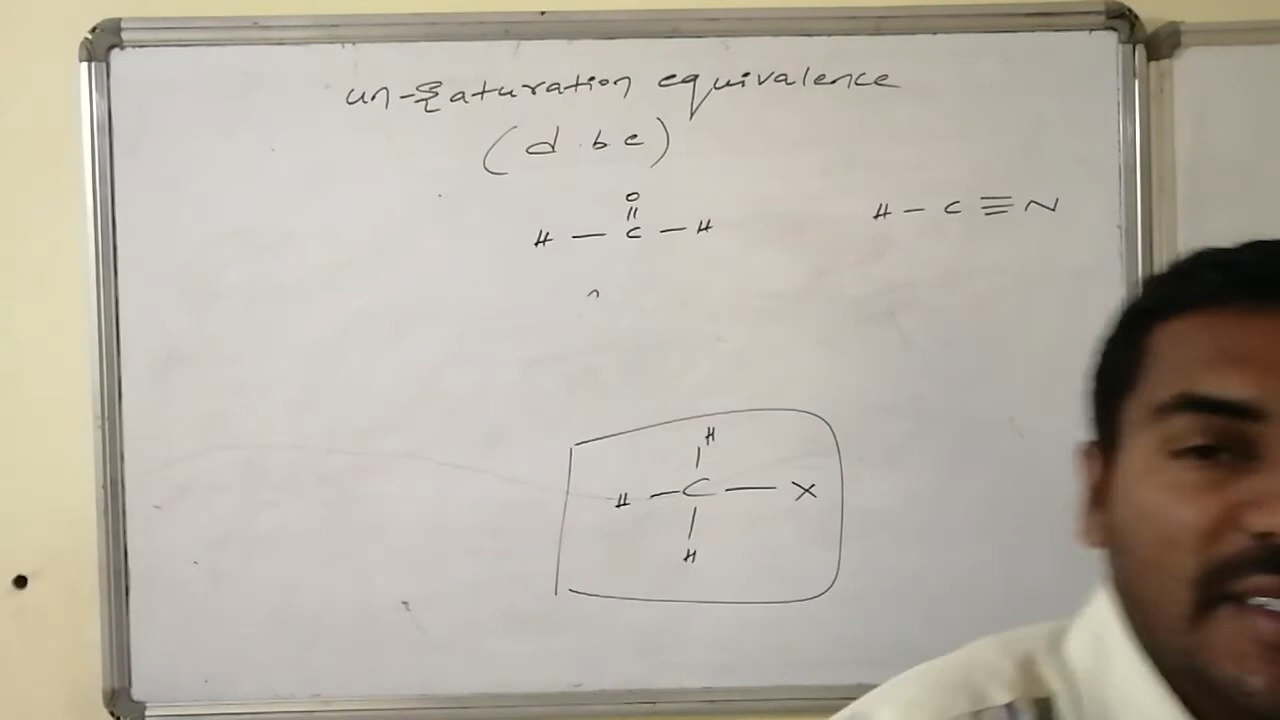 un-saturation equivalence
(d.b.e)
O
||
H — C — H
H — C ≡ N
H
|
H — C — X
|
H